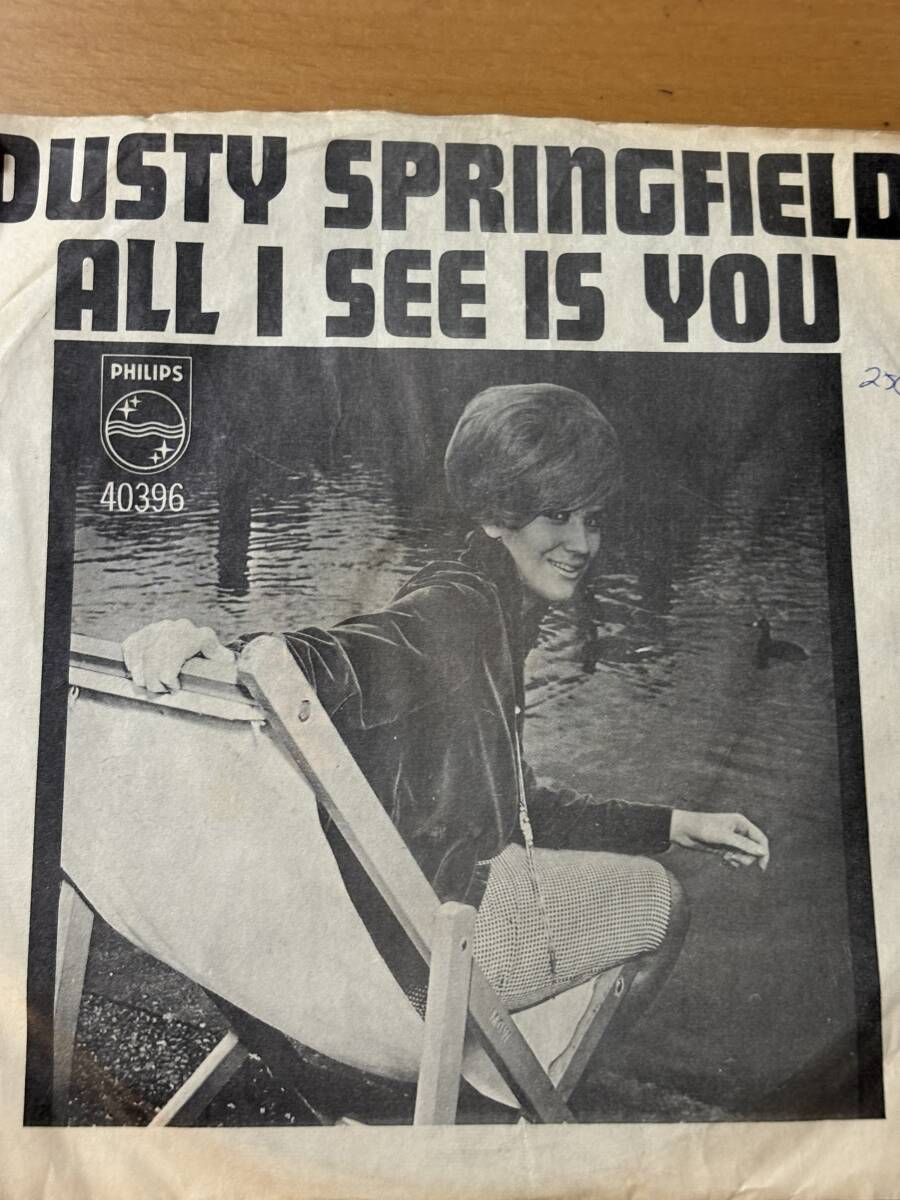 DUSTY SPRINGFIELD
ALL I SEE IS YOU
PHILIPS
40396